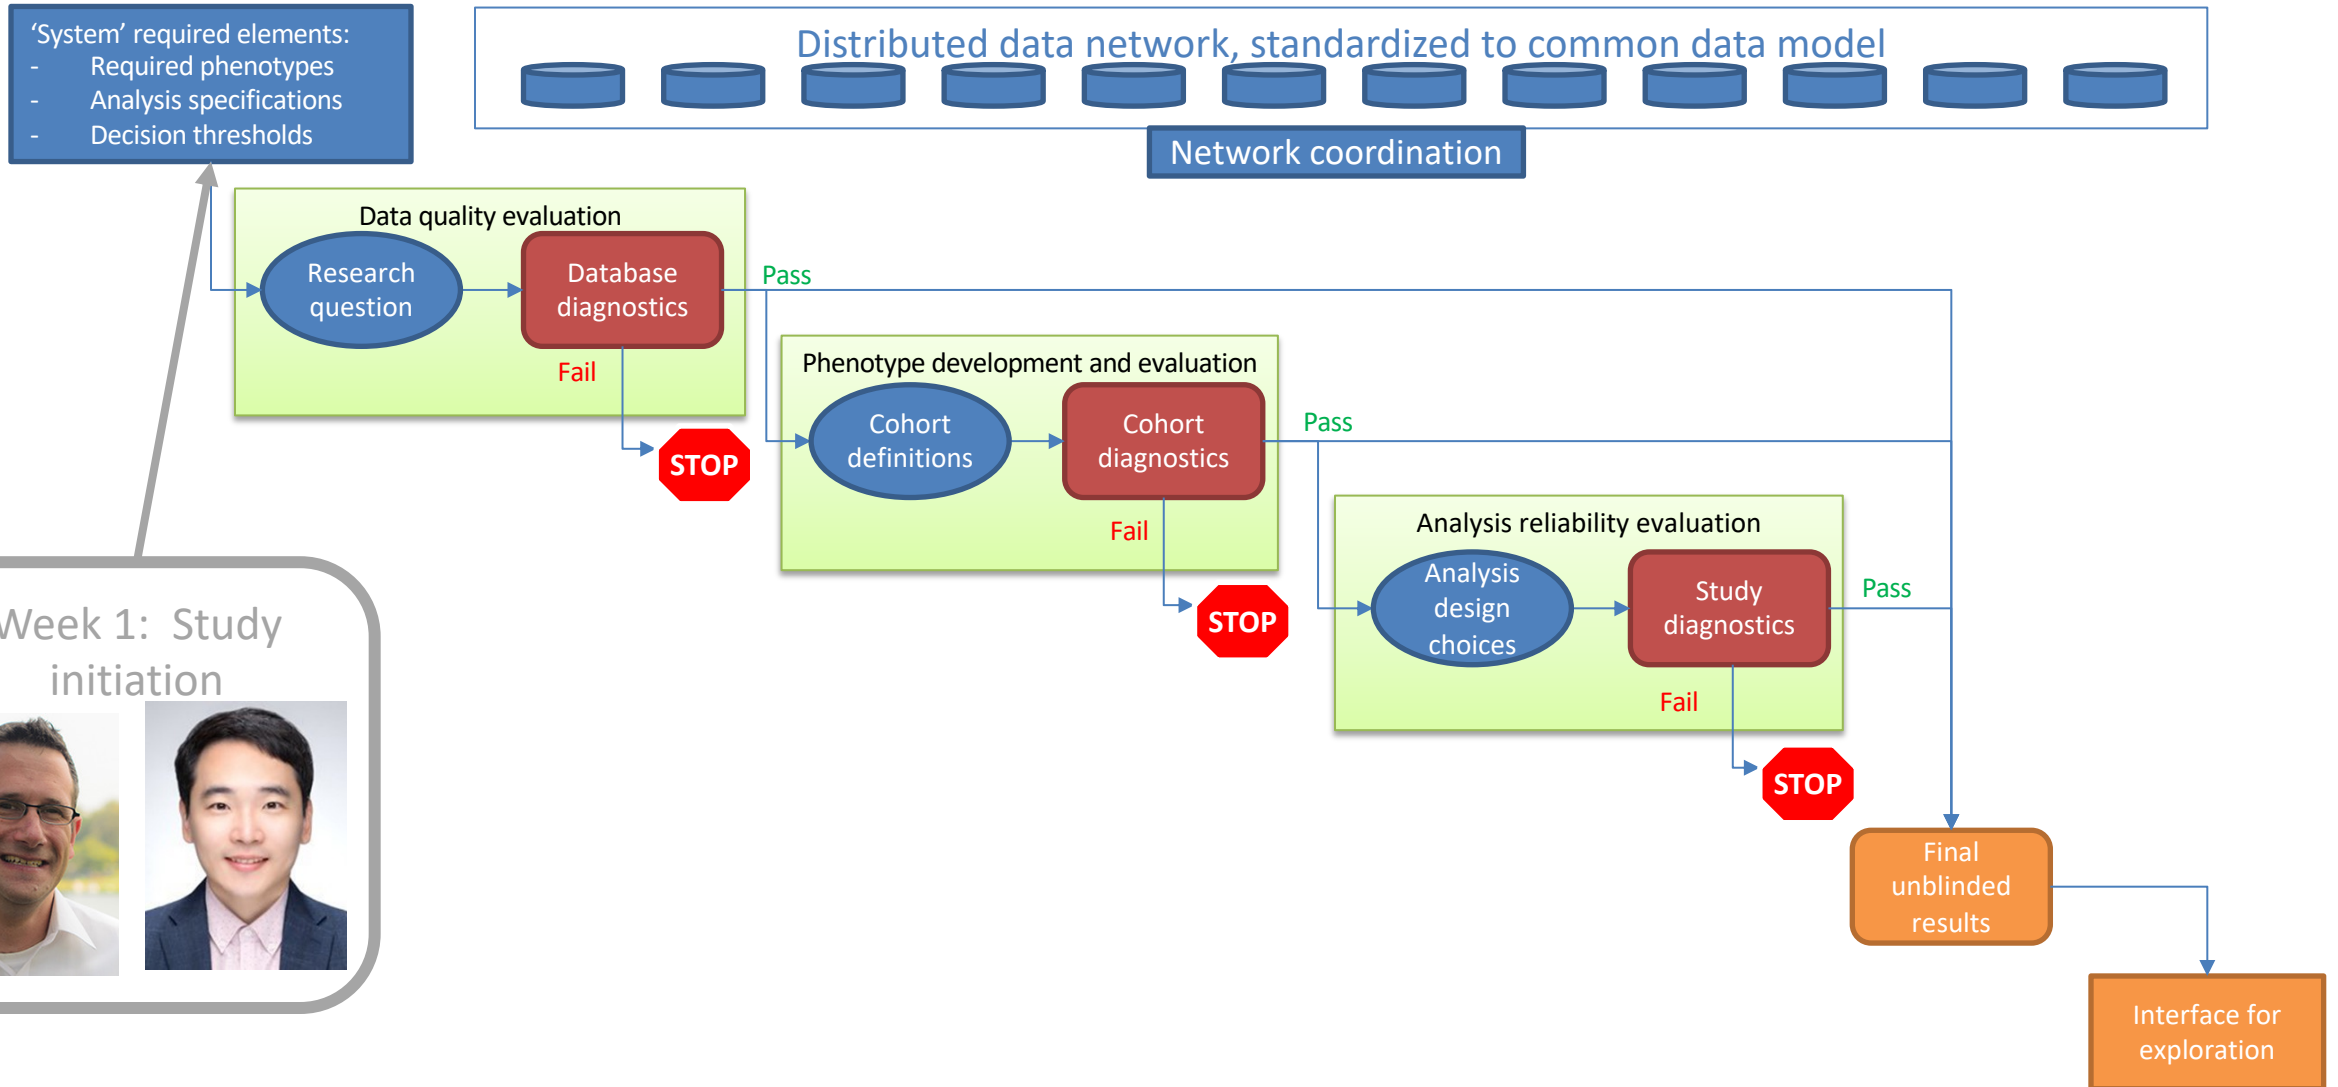 ‘System’ required elements:
- Required phenotypes
- Analysis specifications
- Decision thresholds
Distributed data network, standardized to common data model
Network coordination
Data quality evaluation
Research
question
Database
diagnostics
Pass
Fail
STOP
Phenotype development and evaluation
Cohort
definitions
Cohort
diagnostics
Pass
Fail
STOP
Analysis reliability evaluation
Analysis
design
choices
Study
diagnostics
Pass
Fail
STOP
Week 1: Study
initiation
Final
unblinded
results
Interface for
exploration